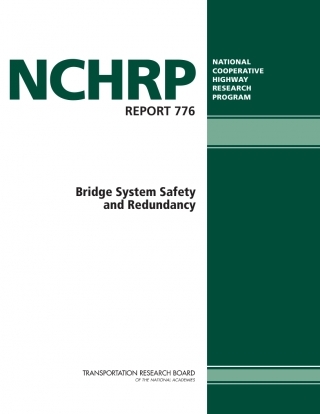 NCHRP
REPORT 776
NATIONAL
COOPERATIVE
HIGHWAY
RESEARCH
PROGRAM
Bridge System Safety
and Redundancy
TRANSPORTATION RESEARCH BOARD
OF THE NATIONAL ACADEMIES